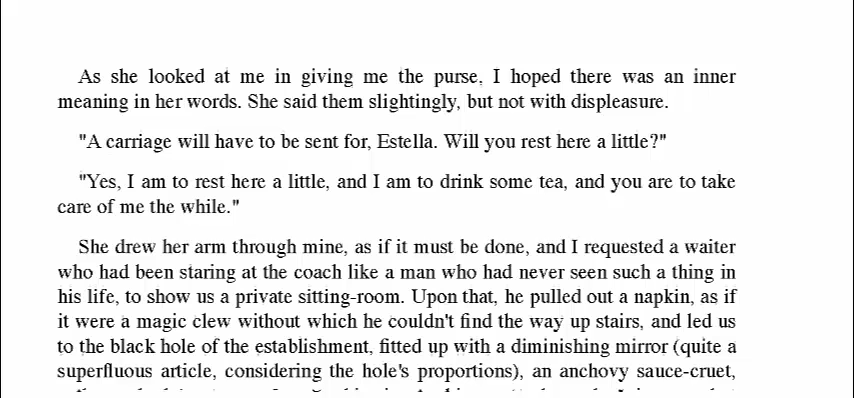 As she looked at me in giving me the purse, I hoped there was an inner
meaning in her words. She said them slightingly, but not with displeasure.
"A carriage will have to be sent for, Estella. Will you rest here a little?"
"Yes, I am to rest here a little, and I am to drink some tea, and you are to take
care of me the while."
She drew her arm through mine, as if it must be done, and I requested a waiter
who had been staring at the coach like a man who had never seen such a thing in
his life, to show us a private sitting-room. Upon that, he pulled out a napkin, as if
it were a magic clew without which he couldn't find the way up stairs, and led us
to the black hole of the establishment, fitted up with a diminishing mirror (quite a
superfluous article, considering the hole's proportions), an anchovy sauce-cruet,